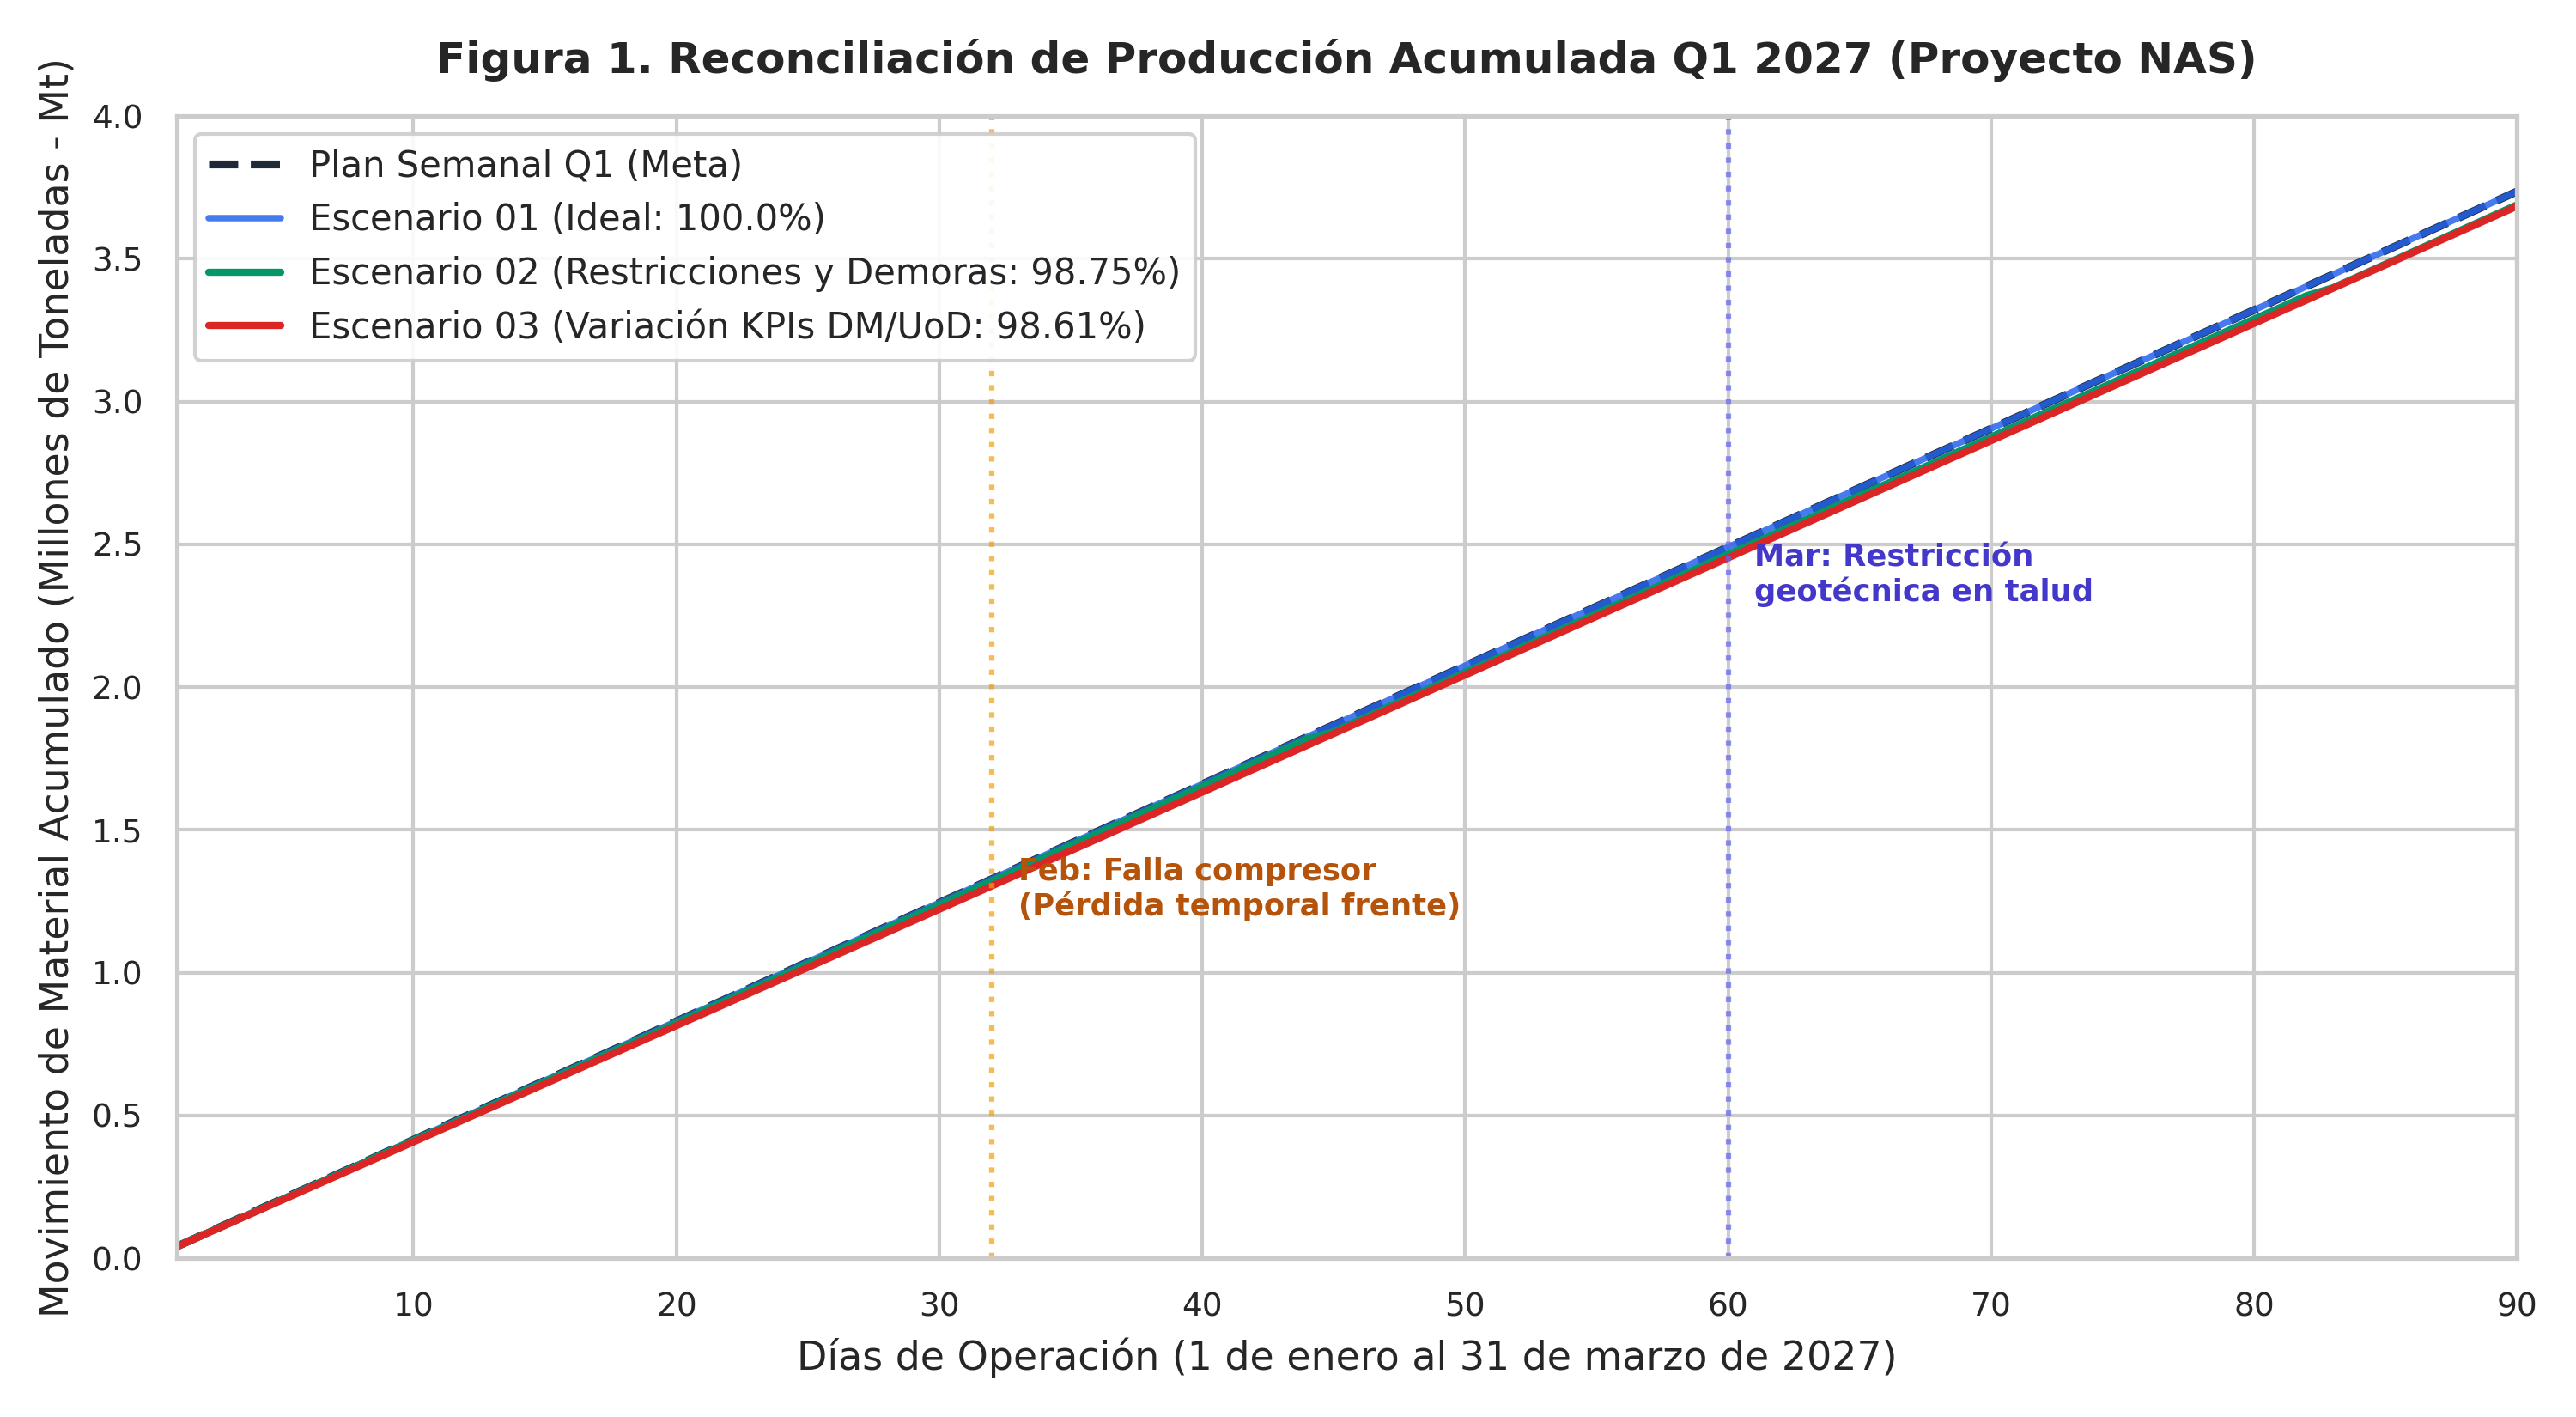 Figura 1. Reconciliación de Producción Acumulada Q1 2027 (Proyecto NAS)
Movimiento de Material Acumulado (Millones de Toneladas - Mt)
4.0
3.5
3.0
2.5
2.0
1.5
1.0
0.5
0.0
Plan Semanal Q1 (Meta)
Escenario 01 (Ideal: 100.0%)
Escenario 02 (Restricciones y Demoras: 98.75%)
Escenario 03 (Variación KPIs DM/UoD: 98.61%)
Mar: Restricción
geotécnica en talud
Feb: Falla compresor
(Pérdida temporal frente)
10 20 30 40 50 60 70 80 90
Días de Operación (1 de enero al 31 de marzo de 2027)